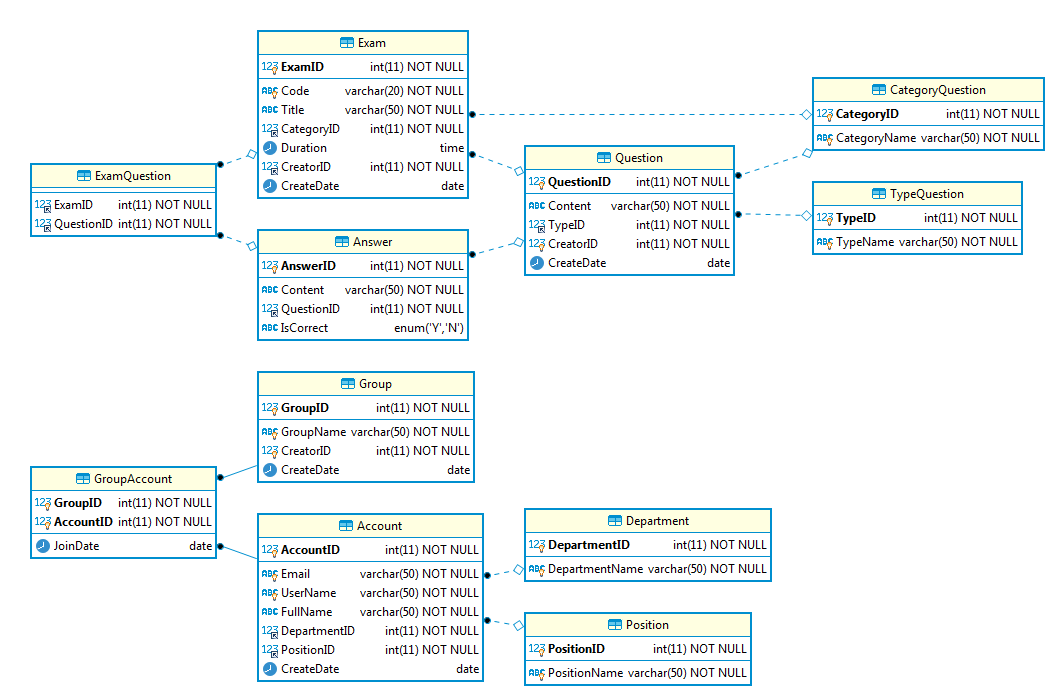 Exam
123 ExamID int(11) NOT NULL
ABC Code varchar(20) NOT NULL
ABC Title varchar(50) NOT NULL
123 CategoryID int(11) NOT NULL
Duration time
123 CreatorID int(11) NOT NULL
CreateDate date
CategoryQuestion
123 CategoryID int(11) NOT NULL
ABC CategoryName varchar(50) NOT NULL
Question
123 QuestionID int(11) NOT NULL
ABC Content varchar(50) NOT NULL
123 TypeID int(11) NOT NULL
123 CreatorID int(11) NOT NULL
CreateDate date
ExamQuestion
123 ExamID int(11) NOT NULL
123 QuestionID int(11) NOT NULL
TypeQuestion
123 TypeID int(11) NOT NULL
ABC TypeName varchar(50) NOT NULL
Answer
123 AnswerID int(11) NOT NULL
ABC Content varchar(50) NOT NULL
123 QuestionID int(11) NOT NULL
ABC IsCorrect enum('Y','N')
Group
123 GroupID int(11) NOT NULL
ABC GroupName varchar(50) NOT NULL
123 CreatorID int(11) NOT NULL
CreateDate date
GroupAccount
123 GroupID int(11) NOT NULL
123 AccountID int(11) NOT NULL
JoinDate date
Account
123 AccountID int(11) NOT NULL
ABC Email varchar(50) NOT NULL
ABC UserName varchar(50) NOT NULL
ABC FullName varchar(50) NOT NULL
123 DepartmentID int(11) NOT NULL
123 PositionID int(11) NOT NULL
CreateDate date
Department
123 DepartmentID int(11) NOT NULL
ABC DepartmentName varchar(50) NOT NULL
Position
123 PositionID int(11) NOT NULL
ABC PositionName varchar(50) NOT NULL